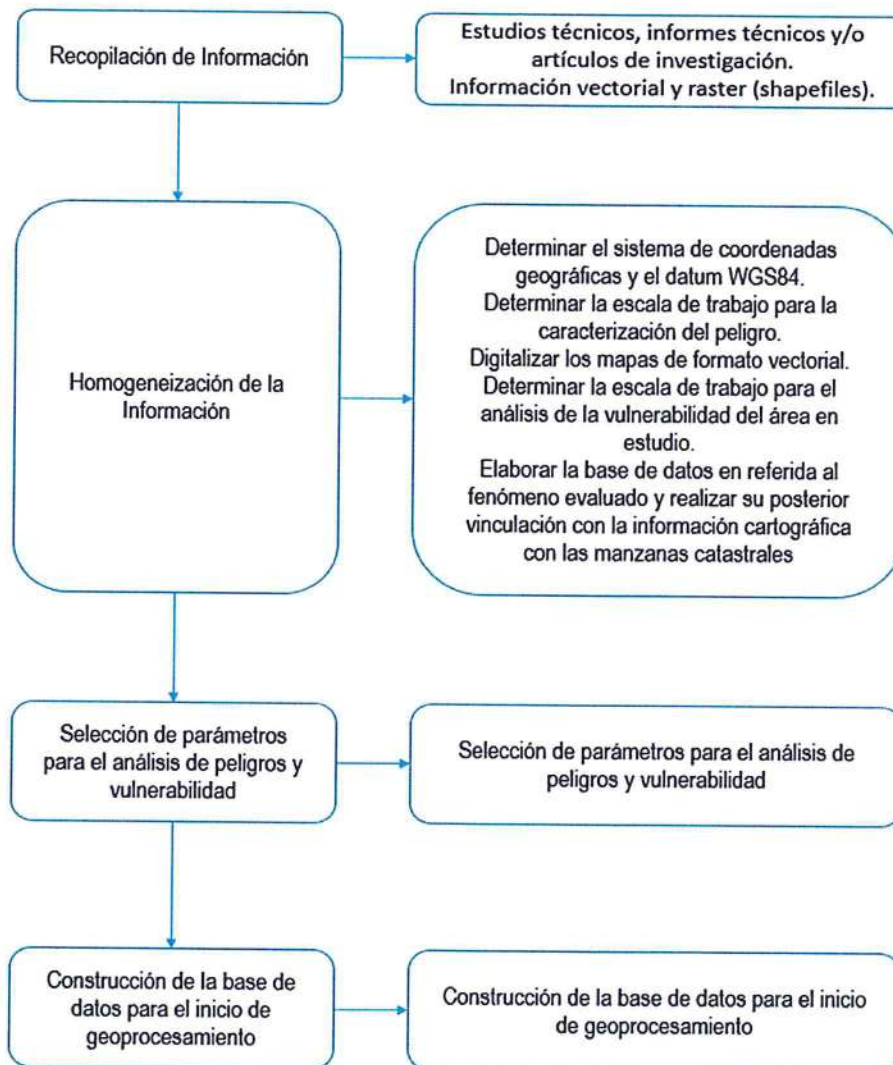 Recopilación de Información
Estudios técnicos, informes técnicos y/o
artículos de investigación.
Información vectorial y raster (shapefiles).
Homogeneización de la
Información
Determinar el sistema de coordenadas
geográficas y el datum WGS84.
Determinar la escala de trabajo para la
caracterización del peligro.
Digitalizar los mapas de formato vectorial.
Determinar la escala de trabajo para el
análisis de la vulnerabilidad del área en
estudio.
Elaborar la base de datos en referida al
fenómeno evaluado y realizar su posterior
vinculación con la información cartográfica
con las manzanas catastrales
Selección de parámetros
para el análisis de peligros y
vulnerabilidad
Selección de parámetros para el análisis de
peligros y vulnerabilidad
Construcción de la base de
datos para el inicio de
geoprocesamiento
Construcción de la base de datos para el inicio
de geoprocesamiento